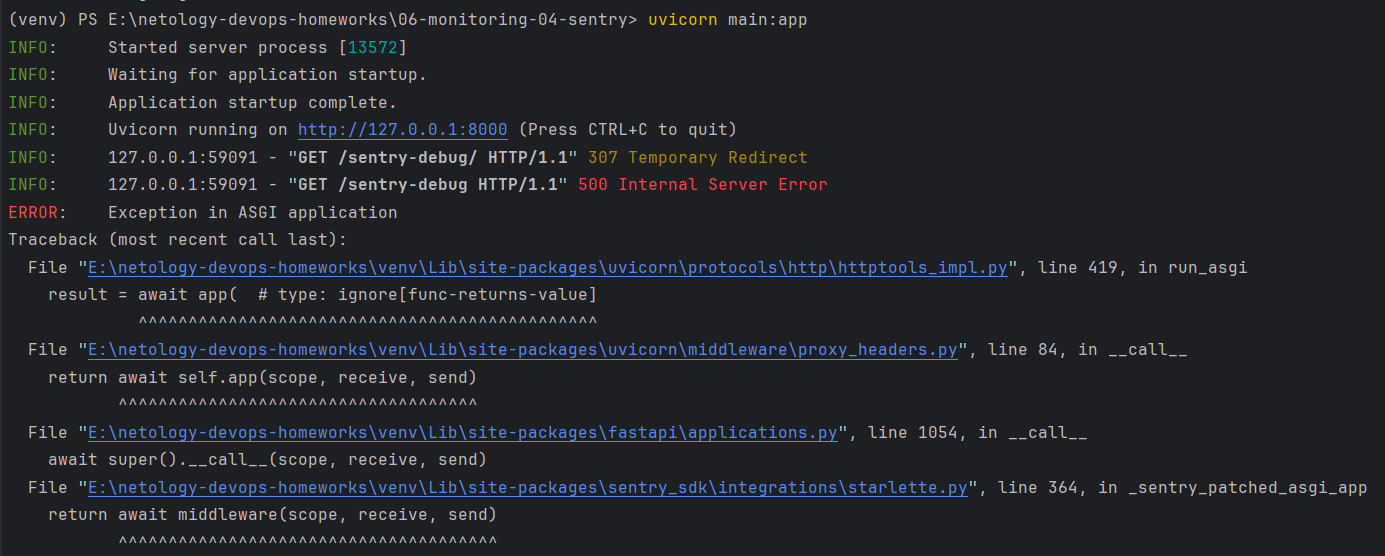 (venv) PS E:\netology-devops-homeworks\06-monitoring-04-sentry> uvicorn main:app
INFO:     Started server process [13572]
INFO:     Waiting for application startup.
INFO:     Application startup complete.
INFO:     Uvicorn running on http://127.0.0.1:8000 (Press CTRL+C to quit)
INFO:     127.0.0.1:59091 - "GET /sentry-debug/ HTTP/1.1" 307 Temporary Redirect
INFO:     127.0.0.1:59091 - "GET /sentry-debug HTTP/1.1" 500 Internal Server Error
ERROR:    Exception in ASGI application
Traceback (most recent call last):
  File "E:\netology-devops-homeworks\venv\Lib\site-packages\uvicorn\protocols\http\httptools_impl.py", line 419, in run_asgi
    result = await app(  # type: ignore[func-returns-value]
             ^^^^^^^^^^^^^^^^^^^^^^^^^^^^^^^^^^^^^^^^^^^^^^
  File "E:\netology-devops-homeworks\venv\Lib\site-packages\uvicorn\middleware\proxy_headers.py", line 84, in __call__
    return await self.app(scope, receive, send)
           ^^^^^^^^^^^^^^^^^^^^^^^^^^^^^^^^^^^^
  File "E:\netology-devops-homeworks\venv\Lib\site-packages\fastapi\applications.py", line 1054, in __call__
    await super().__call__(scope, receive, send)
  File "E:\netology-devops-homeworks\venv\Lib\site-packages\sentry_sdk\integrations\starlette.py", line 364, in _sentry_patched_asgi_app
    return await middleware(scope, receive, send)
           ^^^^^^^^^^^^^^^^^^^^^^^^^^^^^^^^^^^^^^